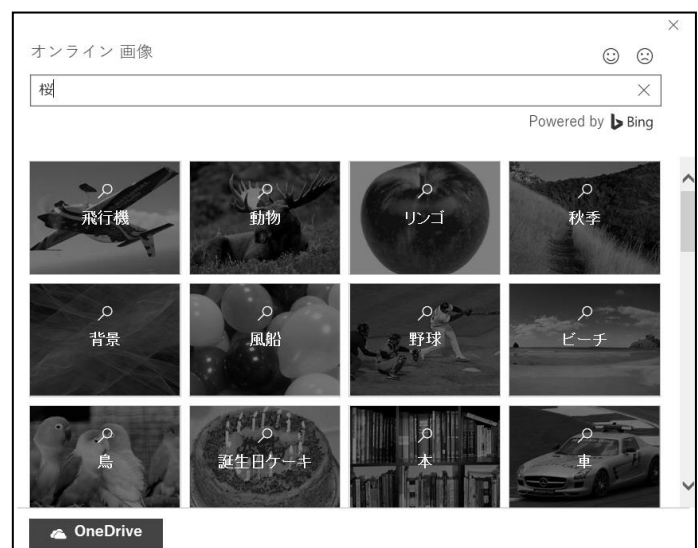 オンライン 画像
桜
Powered by Bing
飛行機 動物 リンゴ 秋季
背景 風船 野球 ビーチ
鳥 誕生日ケーキ 本 車
OneDrive